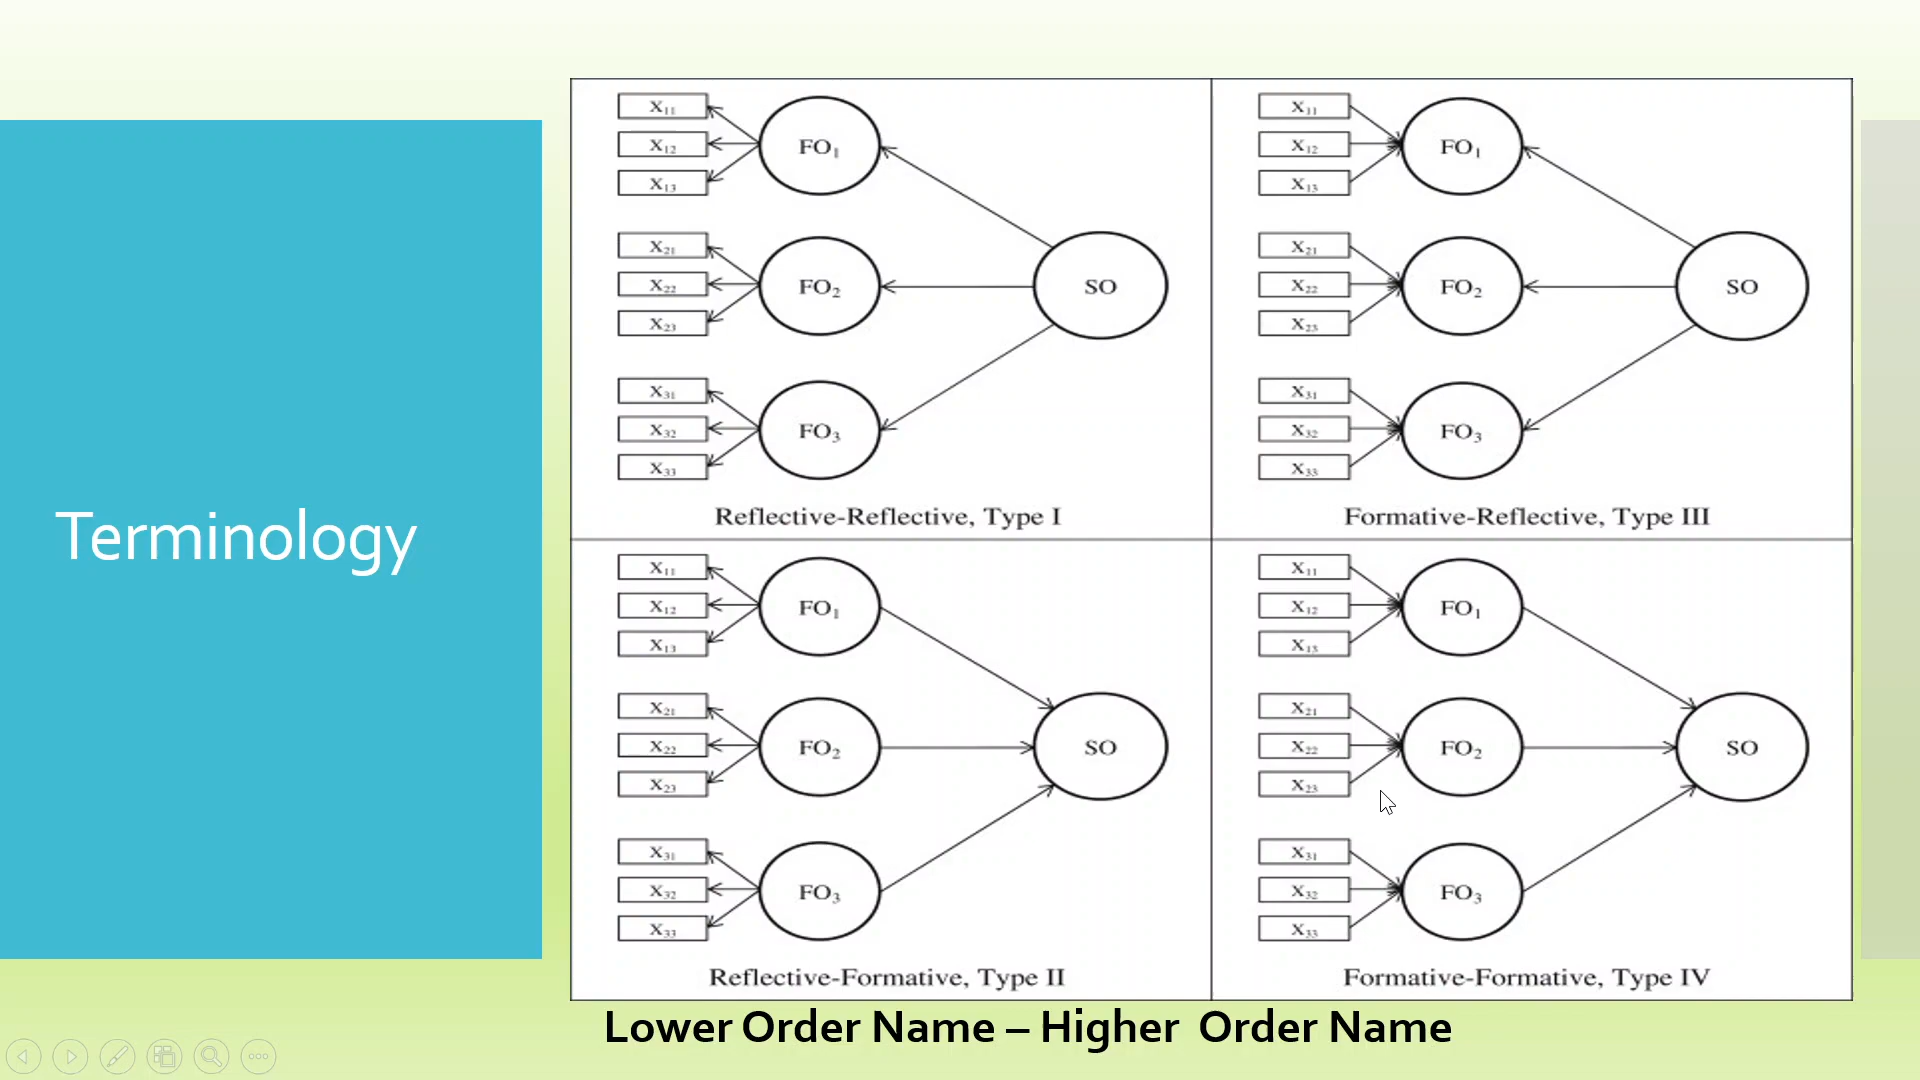 Terminology
X₁₁
X₁₂
X₁₃
FO₁
X₂₁
X₂₂
X₂₃
FO₂
SO
X₃₁
X₃₂
X₃₃
FO₃
Reflective-Reflective, Type I
X₁₁
X₁₂
X₁₃
FO₁
X₂₁
X₂₂
X₂₃
FO₂
SO
X₃₁
X₃₂
X₃₃
FO₃
Formative-Reflective, Type III
X₁₁
X₁₂
X₁₃
FO₁
X₂₁
X₂₂
X₂₃
FO₂
SO
X₃₁
X₃₂
X₃₃
FO₃
Reflective-Formative, Type II
X₁₁
X₁₂
X₁₃
FO₁
X₂₁
X₂₂
X₂₃
FO₂
SO
X₃₁
X₃₂
X₃₃
FO₃
Formative-Formative, Type IV
Lower Order Name – Higher Order Name